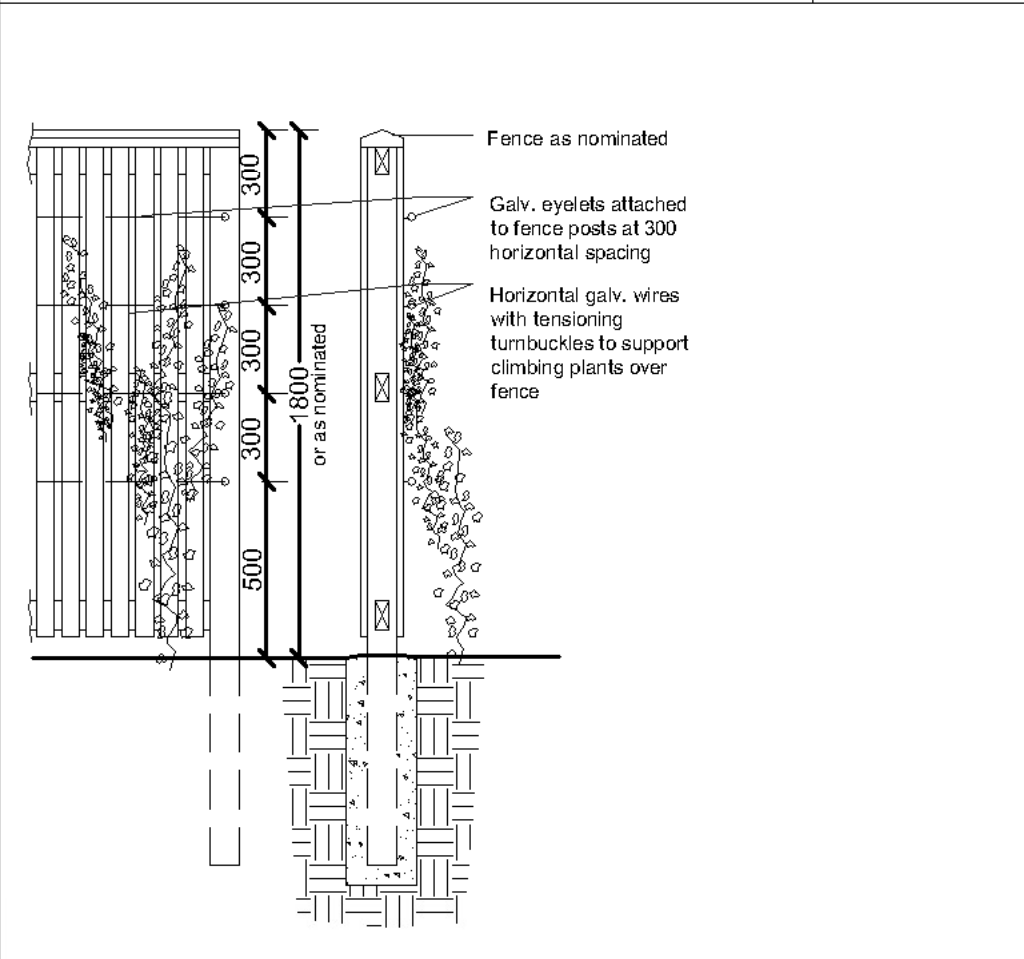 Fence as nominated
Galv. eyelets attached
to fence posts at 300
horizontal spacing
Horizontal galv. wires
with tensioning
turnbuckles to support
climbing plants over
fence
300
300
300
300
500
1800
or as nominated